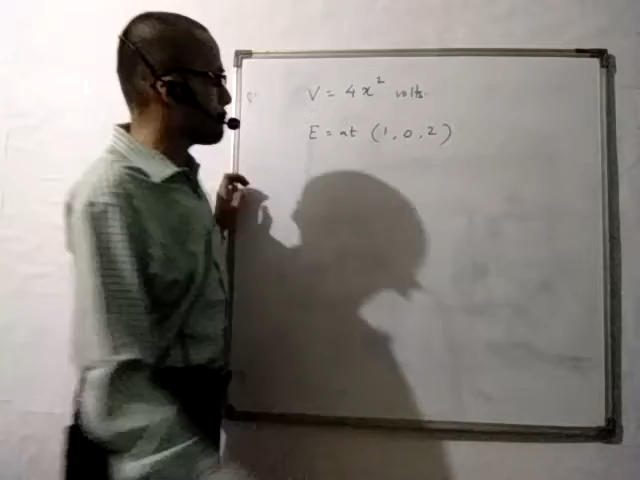 V = 4x² volts.
E = at (1, 0, 2)